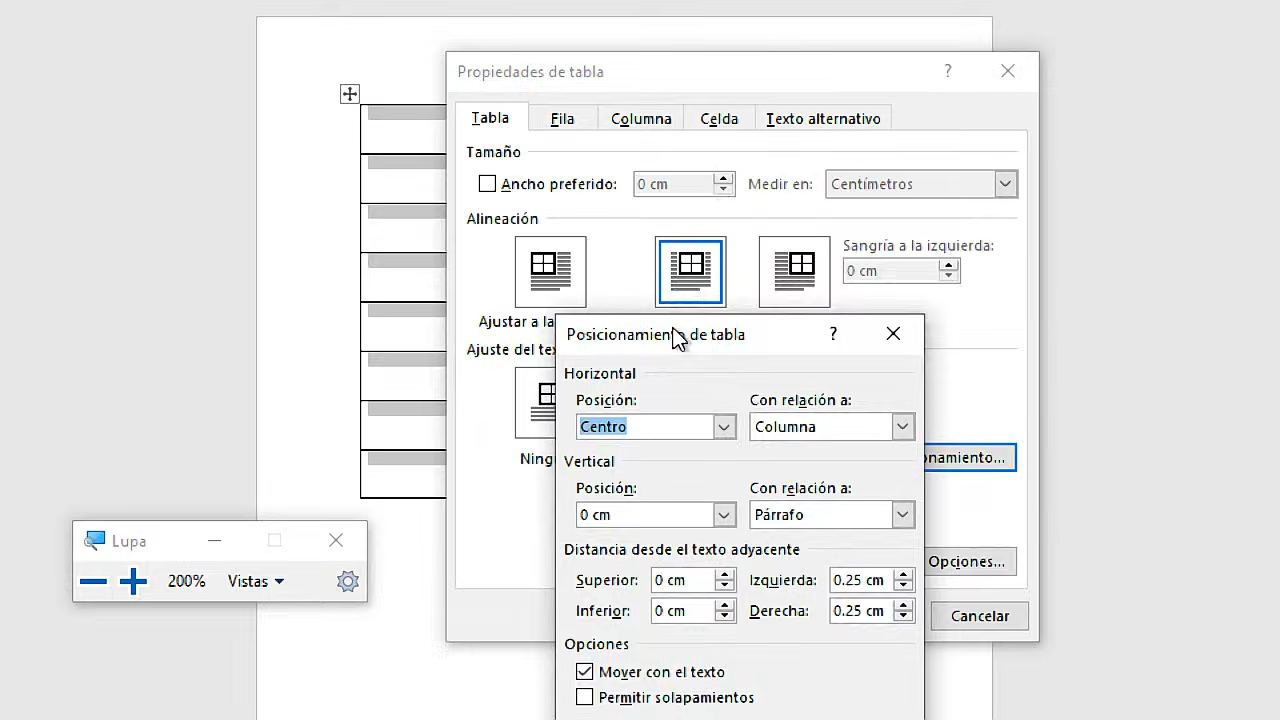 Propiedades de tabla ?
Tabla Fila Columna Celda Texto alternativo
Tamaño
Ancho preferido: 0 cm Medir en: Centímetros
Alineación
Sangría a la izquierda:
0 cm
Ajustar a la
Ajuste del tex
Ning
onamiento...
Opciones...
Cancelar
Posicionamiento de tabla ?
Horizontal
Posición: Con relación a:
Centro Columna
Vertical
Posición: Con relación a:
0 cm Párrafo
Distancia desde el texto adyacente
Superior: 0 cm Izquierda: 0.25 cm
Inferior: 0 cm Derecha: 0.25 cm
Opciones
Mover con el texto
Permitir solapamientos
Lupa
200% Vistas